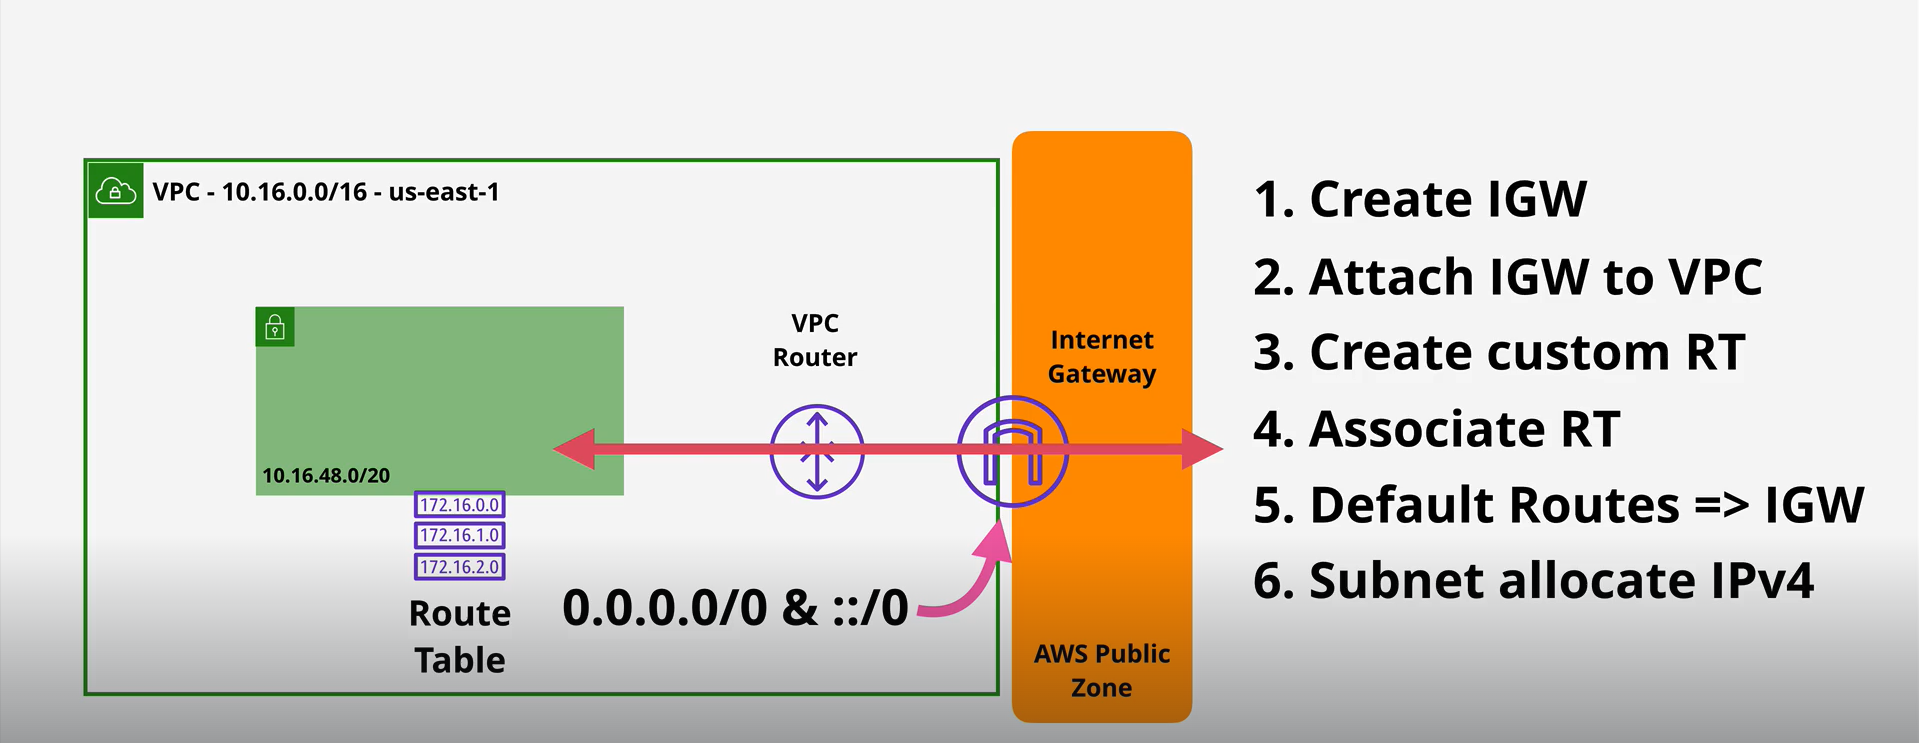 VPC - 10.16.0.0/16 - us-east-1
10.16.48.0/20
172.16.0.0
172.16.1.0
172.16.2.0
Route
Table
VPC
Router
0.0.0.0/0 & ::/0
Internet
Gateway
AWS Public
Zone
1. Create IGW
2. Attach IGW to VPC
3. Create custom RT
4. Associate RT
5. Default Routes => IGW
6. Subnet allocate IPv4